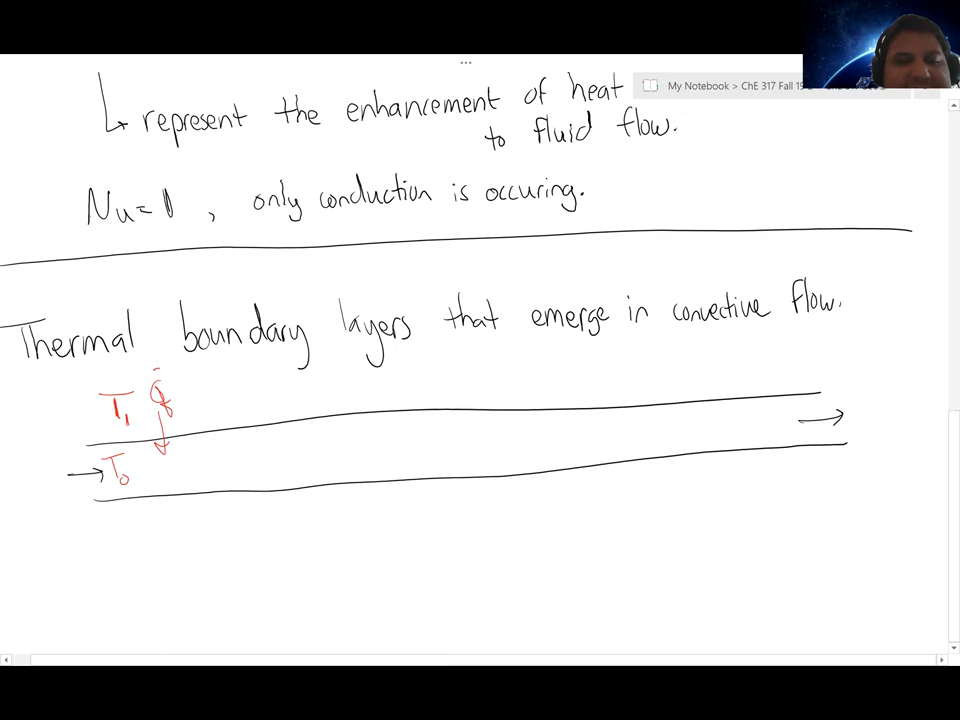 My Notebook > ChE 317 Fall 19
↳ represent the enhancement of heat
to fluid flow.
Nu=1, only conduction is occuring.
Thermal boundary layers that emerge in convective flow.
T₁ q̇
→ T₀ →